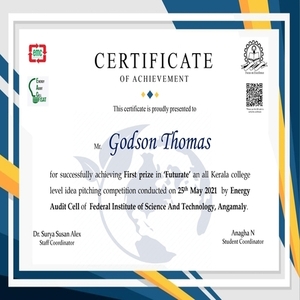 emc
CERTIFICATE
OF ACHIEVEMENT
This certificate is proudly presented to
Mr. Godson Thomas
for successfully achieving First prize in 'Futurate' an all Kerala college
level idea pitching competition conducted on 25th May 2021 by Energy
Audit Cell of Federal Institute of Science And Technology, Angamaly.
Dr. Surya Susan Alex
Staff Coordinator
Anagha N
Student Coordinator